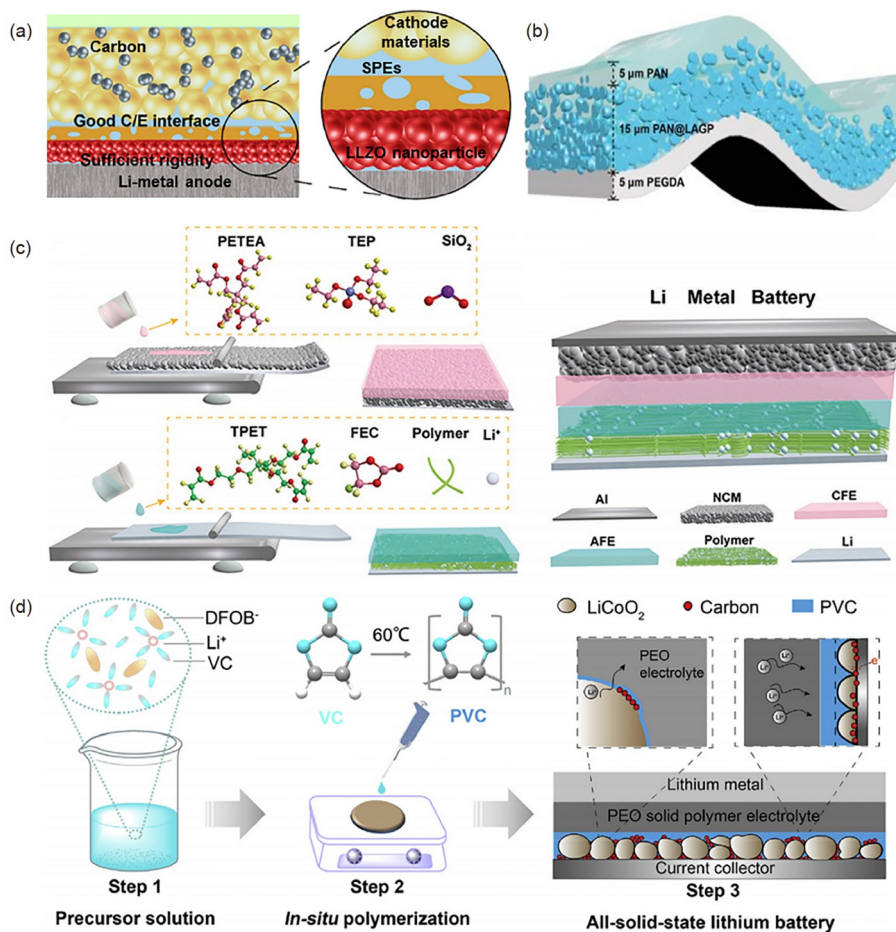 (a)
Carbon
Good C/E interface
Sufficient rigidity
Li-metal anode
Cathode
materials
SPEs
LLZO nanoparticle
(b)
5 μm PAN
15 μm PAN@LAGP
5 μm PEGDA
(c)
PETEA TEP SiO₂
TPET FEC Polymer Li⁺
Li Metal Battery
Al NCM CFE
AFE Polymer Li
(d)
DFOB⁻
Li⁺
VC
Step 1
Precursor solution
60℃
n
VC PVC
Step 2
In-situ polymerization
LiCoO₂ Carbon PVC
PEO
electrolyte
Li⁺
Li⁺ Li⁺
Li⁺
Li⁺
e⁻
Lithium metal
PEO solid polymer electrolyte
Current collector
Step 3
All-solid-state lithium battery